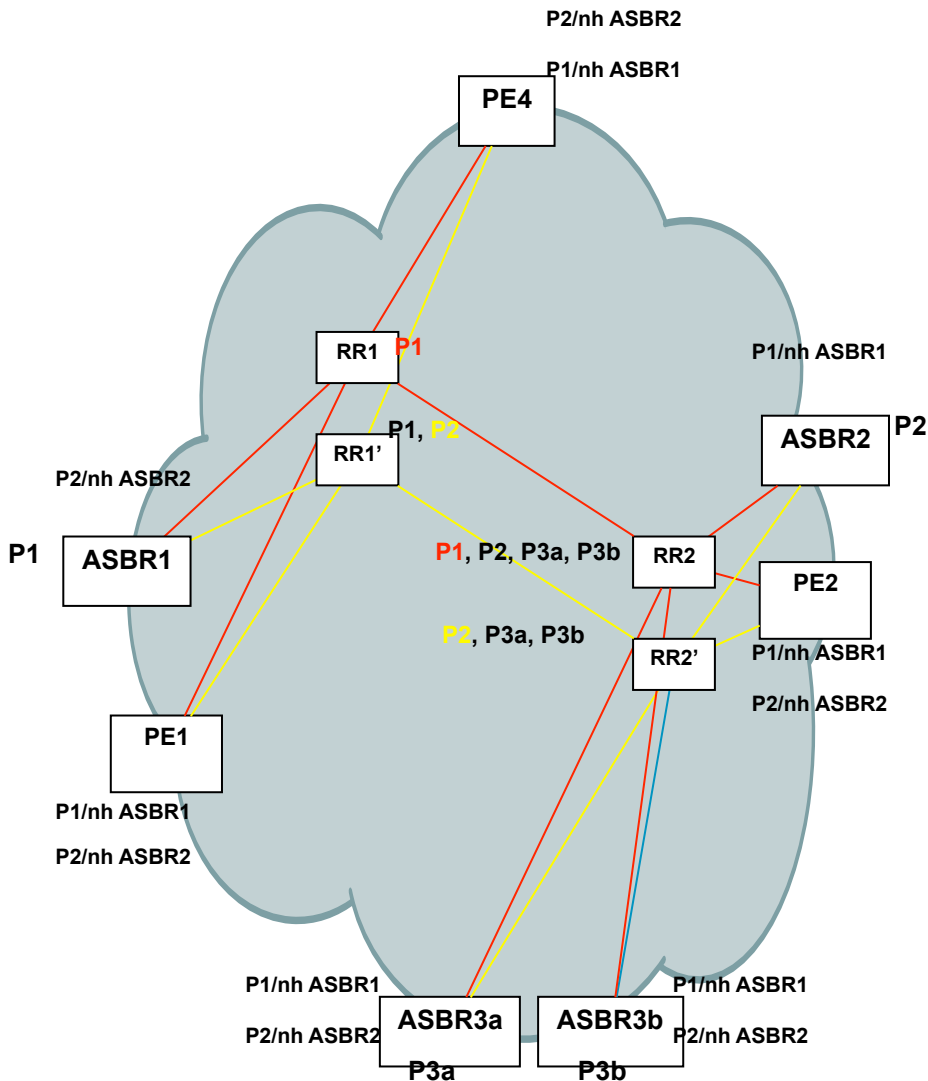 P2/nh ASBR2
P1/nh ASBR1
PE4
RR1
P1
P1/nh ASBR1
P1, P2
RR1’
ASBR2
P2
P2/nh ASBR2
P1
ASBR1
P1, P2, P3a, P3b
RR2
PE2
P2, P3a, P3b
RR2’
P1/nh ASBR1
P2/nh ASBR2
PE1
P1/nh ASBR1
P2/nh ASBR2
P1/nh ASBR1
P2/nh ASBR2
ASBR3a
P3a
ASBR3b
P3b
P1/nh ASBR1
P2/nh ASBR2